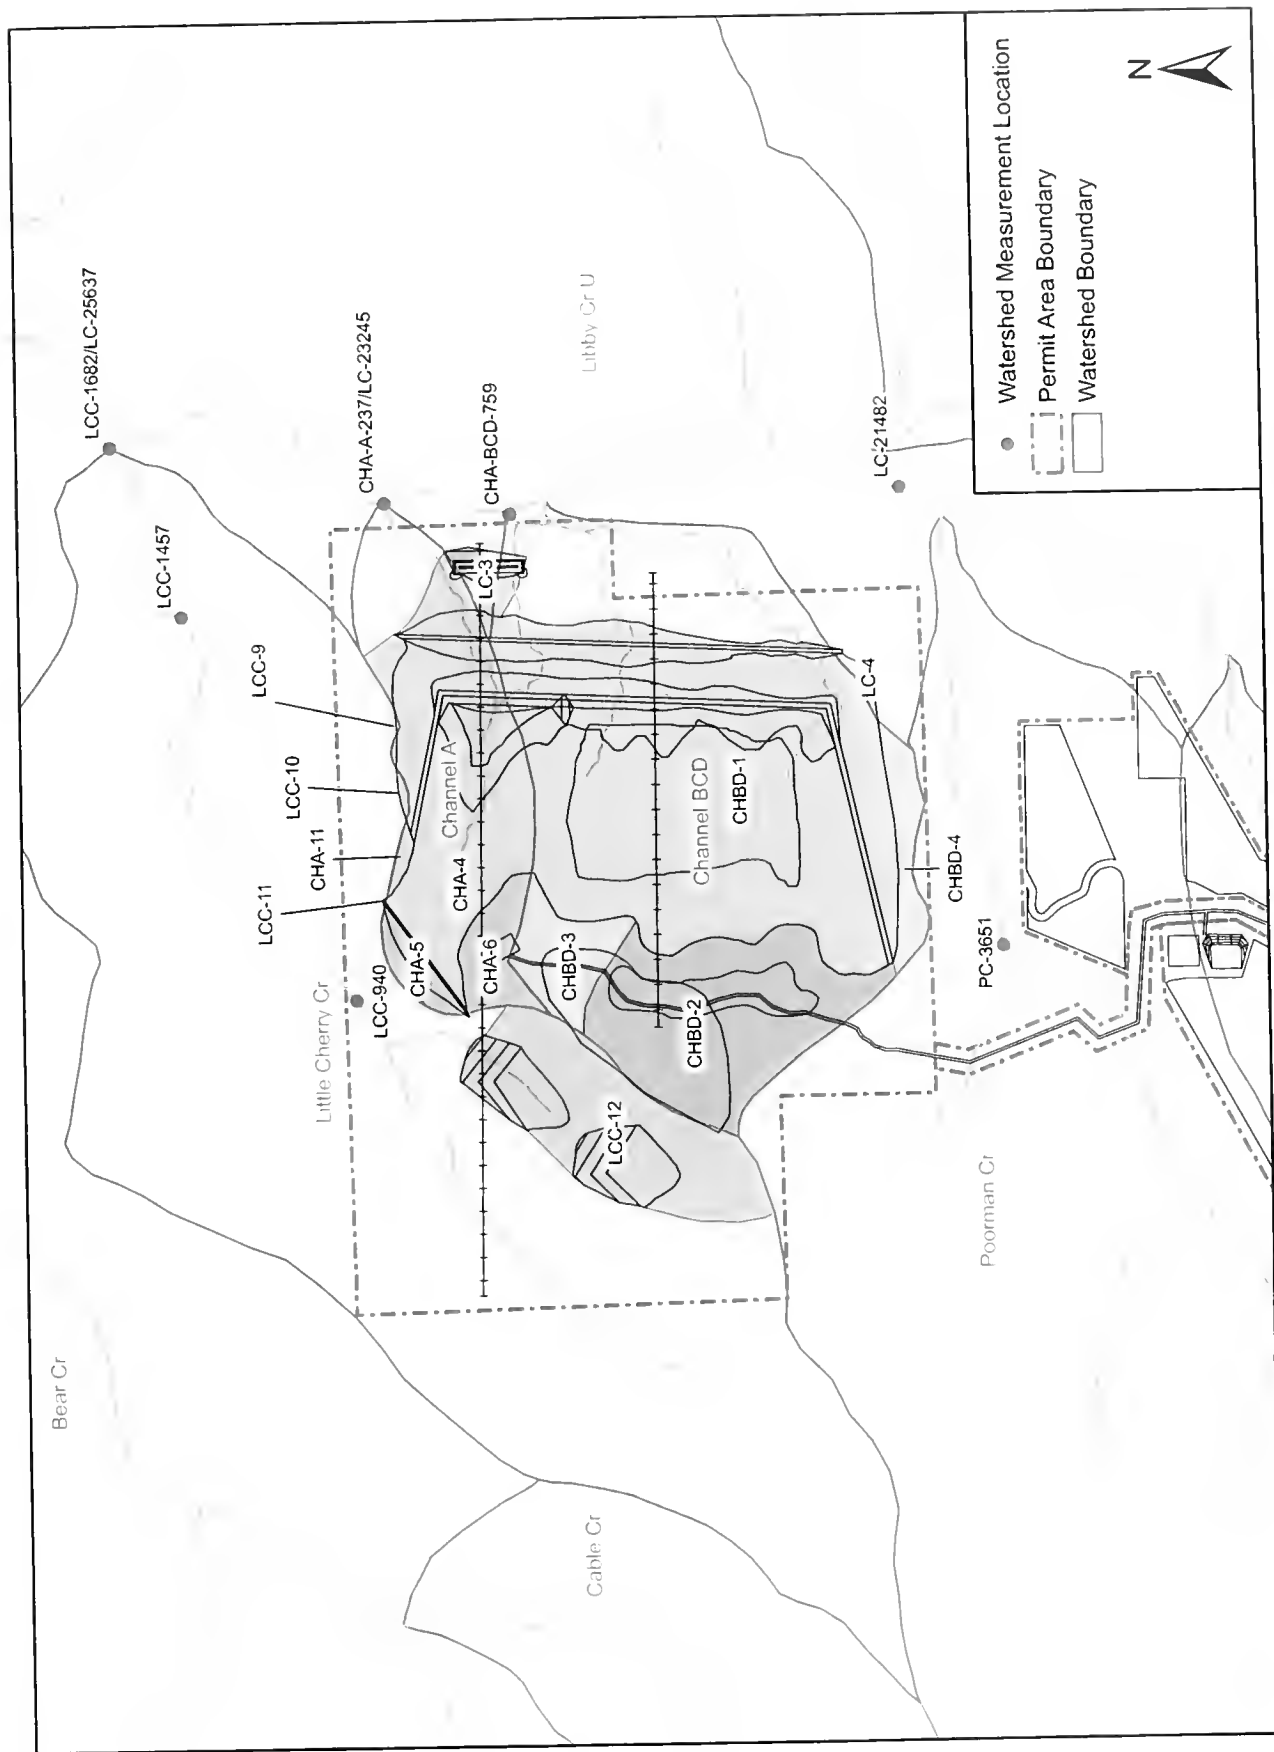 LCC-1682/LC-25637
LCC-1457
CHA-A-237/LC-23245
CHA-BCD-759
LC-21482
Libby Cr U
LCC-9
LCC-10
CHA-11
LCC-11
LCC-940
Little Cherry Cr
Bear Cr
Cable Cr
Poorman Cr
PC-3651
LC-3
LC-4
Channel A
CHA-4
CHA-5
CHA-6
Channel BCD
CHBD-1
CHBD-2
CHBD-3
CHBD-4
LCC-12
N
Watershed Measurement Location
Permit Area Boundary
Watershed Boundary